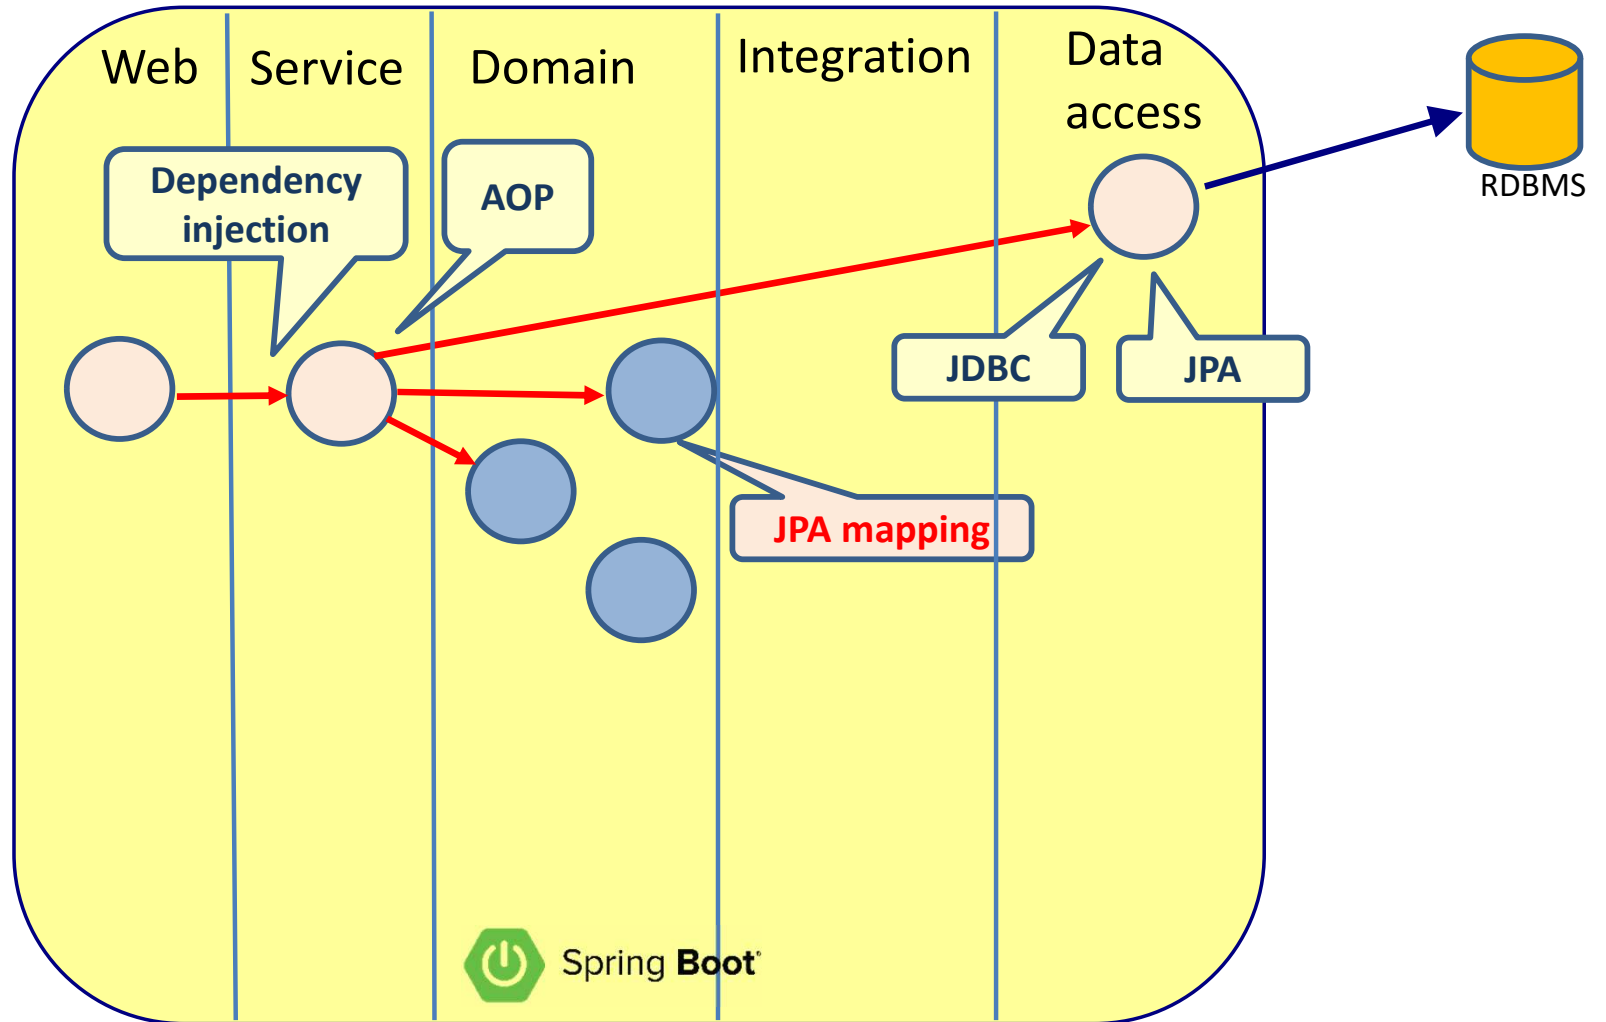 Web
Service
Domain
Integration
Data
access
Dependency
injection
AOP
RDBMS
JDBC
JPA
JPA mapping
Spring Boot